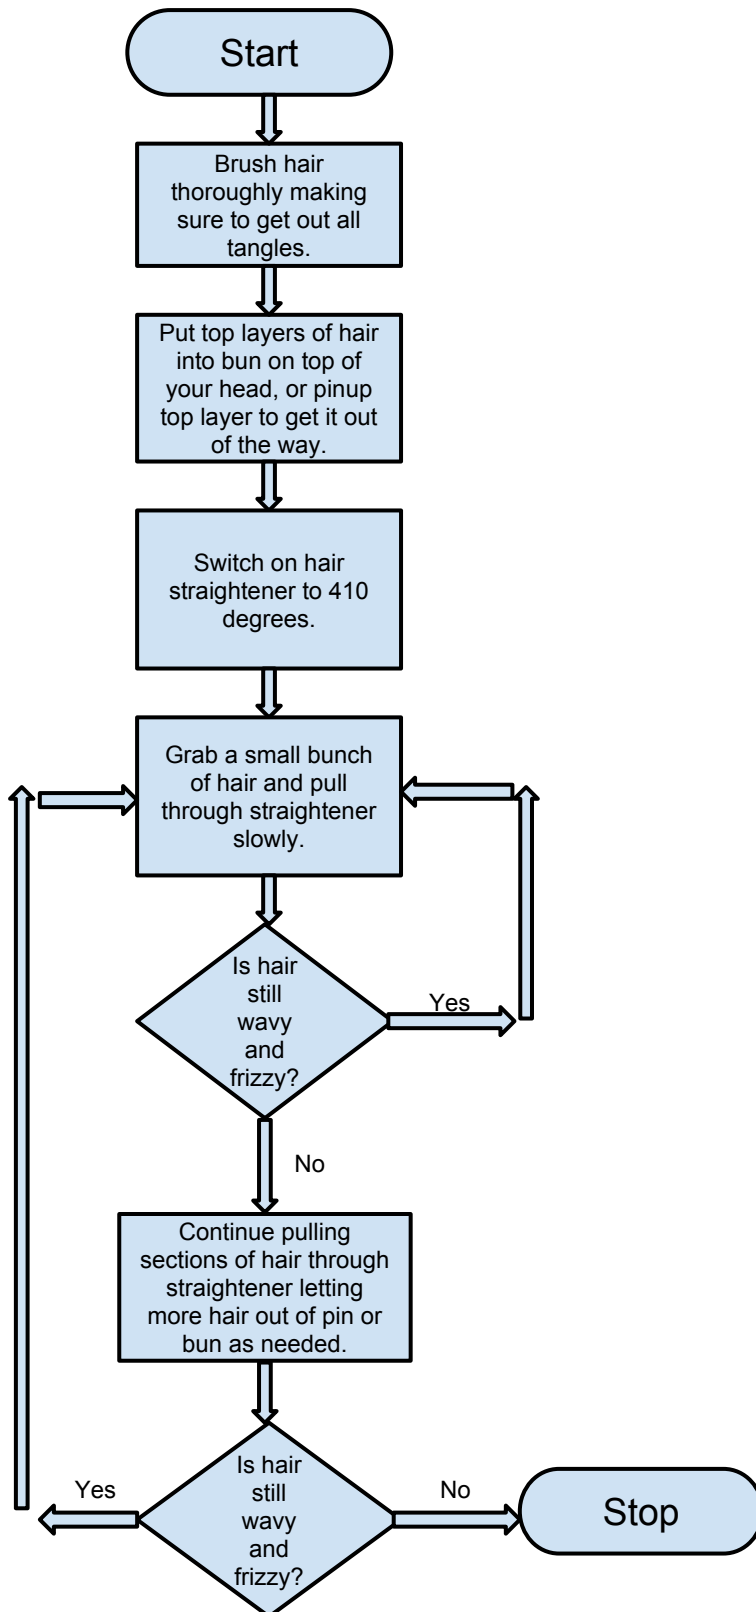 Start
Brush hair
thoroughly making
sure to get out all
tangles.
Put top layers of hair
into bun on top of
your head, or pinup
top layer to get it out
of the way.
Switch on hair
straightener to 410
degrees.
Grab a small bunch
of hair and pull
through straightener
slowly.
Is hair
still
wavy
and
frizzy?
Yes
No
Continue pulling
sections of hair through
straightener letting
more hair out of pin or
bun as needed.
Is hair
still
wavy
and
frizzy?
Yes
No
Stop